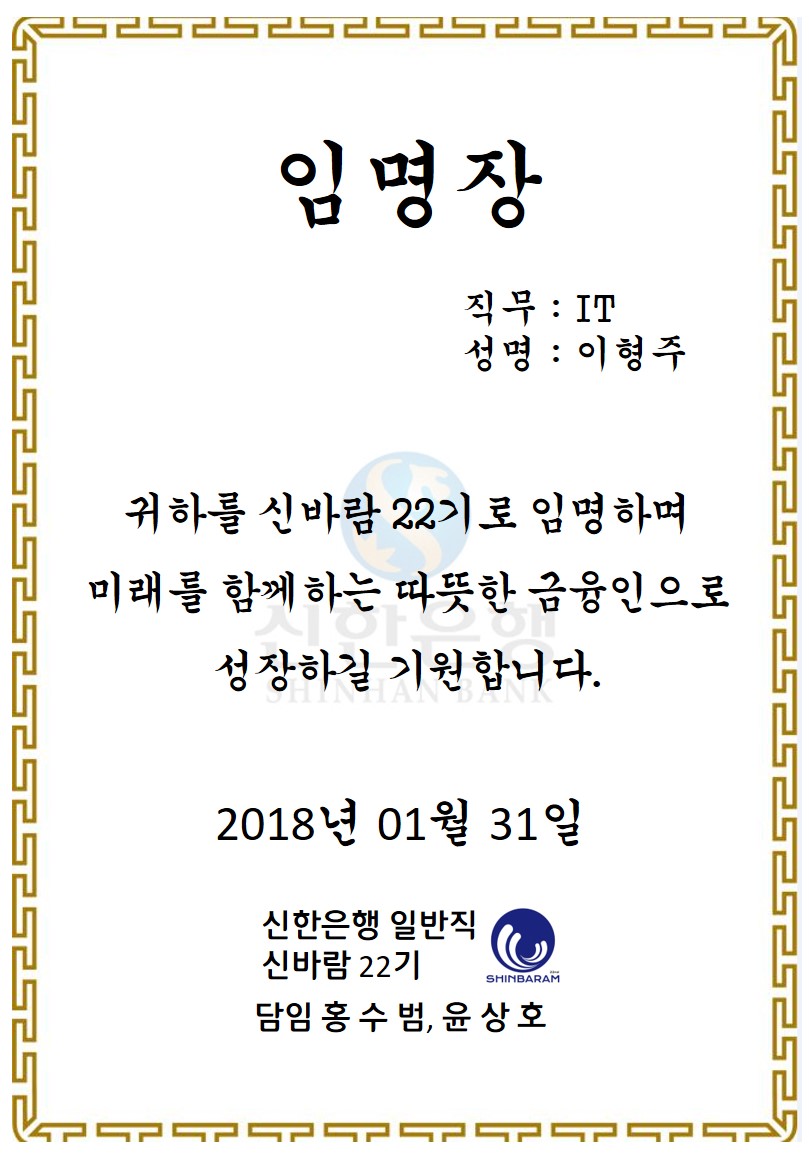 임명장
직무 : IT
성명 : 이형주
귀하를 신바람 22기로 임명하며
미래를 함께하는 따뜻한 금융인으로
신한은행
성장하길 기원합니다.
SHINHAN BANK
2018년 01월 31일
신한은행 일반직
신바람 22기
SHINBARAM
담임 홍 수 범, 윤 상 호